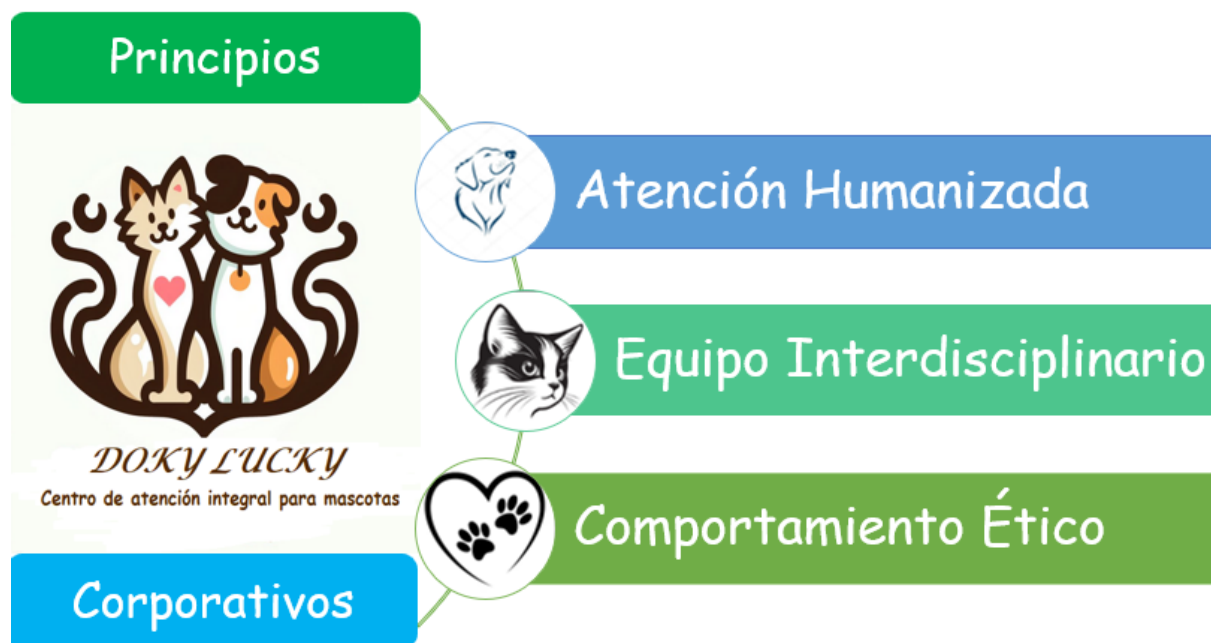 Principios
Atención Humanizada
Equipo Interdisciplinario
DOKY LUCKY
Centro de atención integral para mascotas
Comportamiento Ético
Corporativos